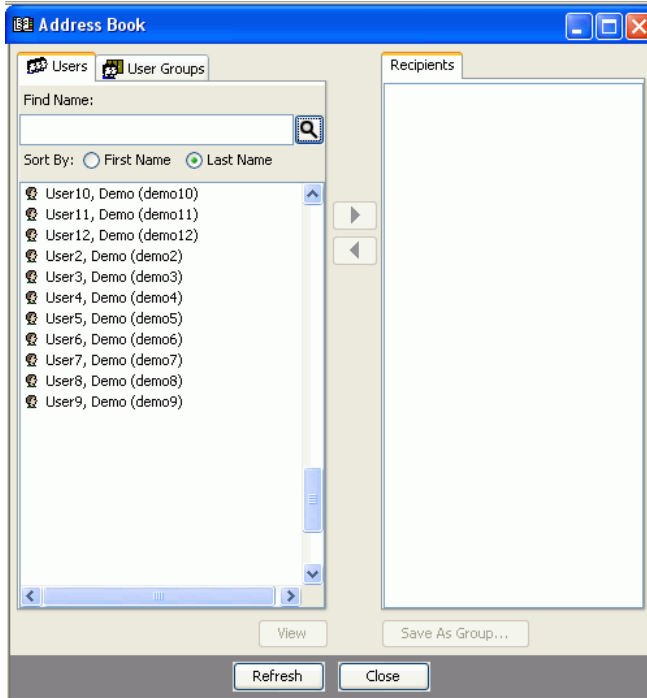 Address Book
Users
User Groups
Recipients
Find Name:
Sort By: First Name Last Name
User10, Demo (demo10)
User11, Demo (demo11)
User12, Demo (demo12)
User2, Demo (demo2)
User3, Demo (demo3)
User4, Demo (demo4)
User5, Demo (demo5)
User6, Demo (demo6)
User7, Demo (demo7)
User8, Demo (demo8)
User9, Demo (demo9)
View
Save As Group...
Refresh
Close